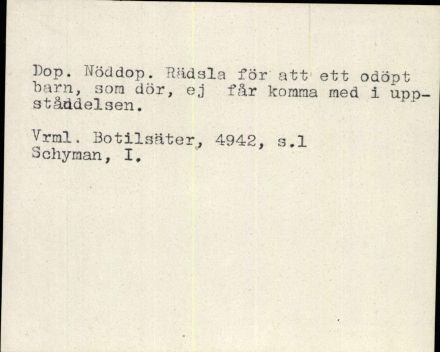 Dop. Nöddop. Rädsla för att ett odöpt
barn, som dör, ej får komma med i upp-
ståndelsen.
Vrml. Botilsäter, 4942, s.1
Schyman, I.